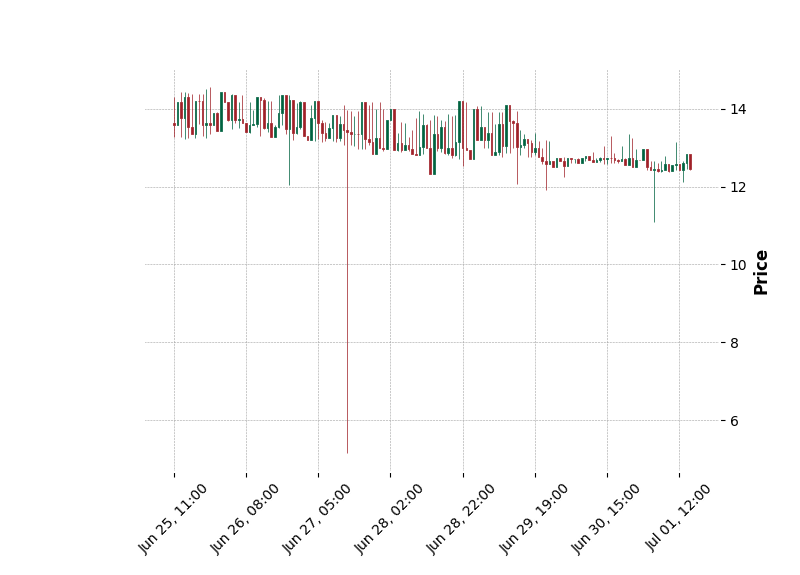 14
12
10
8
6
Price
Jun 25, 11:00
Jun 26, 08:00
Jun 27, 05:00
Jun 28, 02:00
Jun 28, 22:00
Jun 29, 19:00
Jun 30, 15:00
Jul 01, 12:00